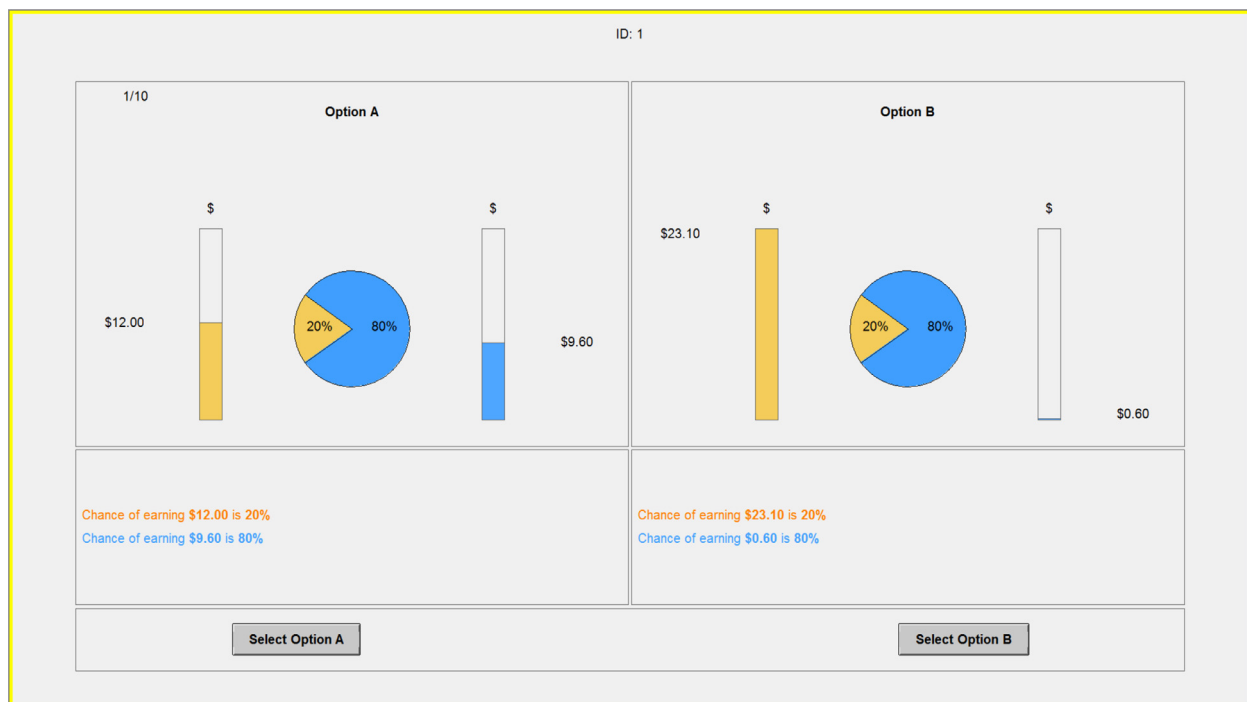 ID: 1
1/10
Option A
$
$
$12.00
20%
80%
$9.60
Option B
$
$
$23.10
20%
80%
$0.60
Chance of earning $12.00 is 20%
Chance of earning $9.60 is 80%
Chance of earning $23.10 is 20%
Chance of earning $0.60 is 80%
Select Option A
Select Option B